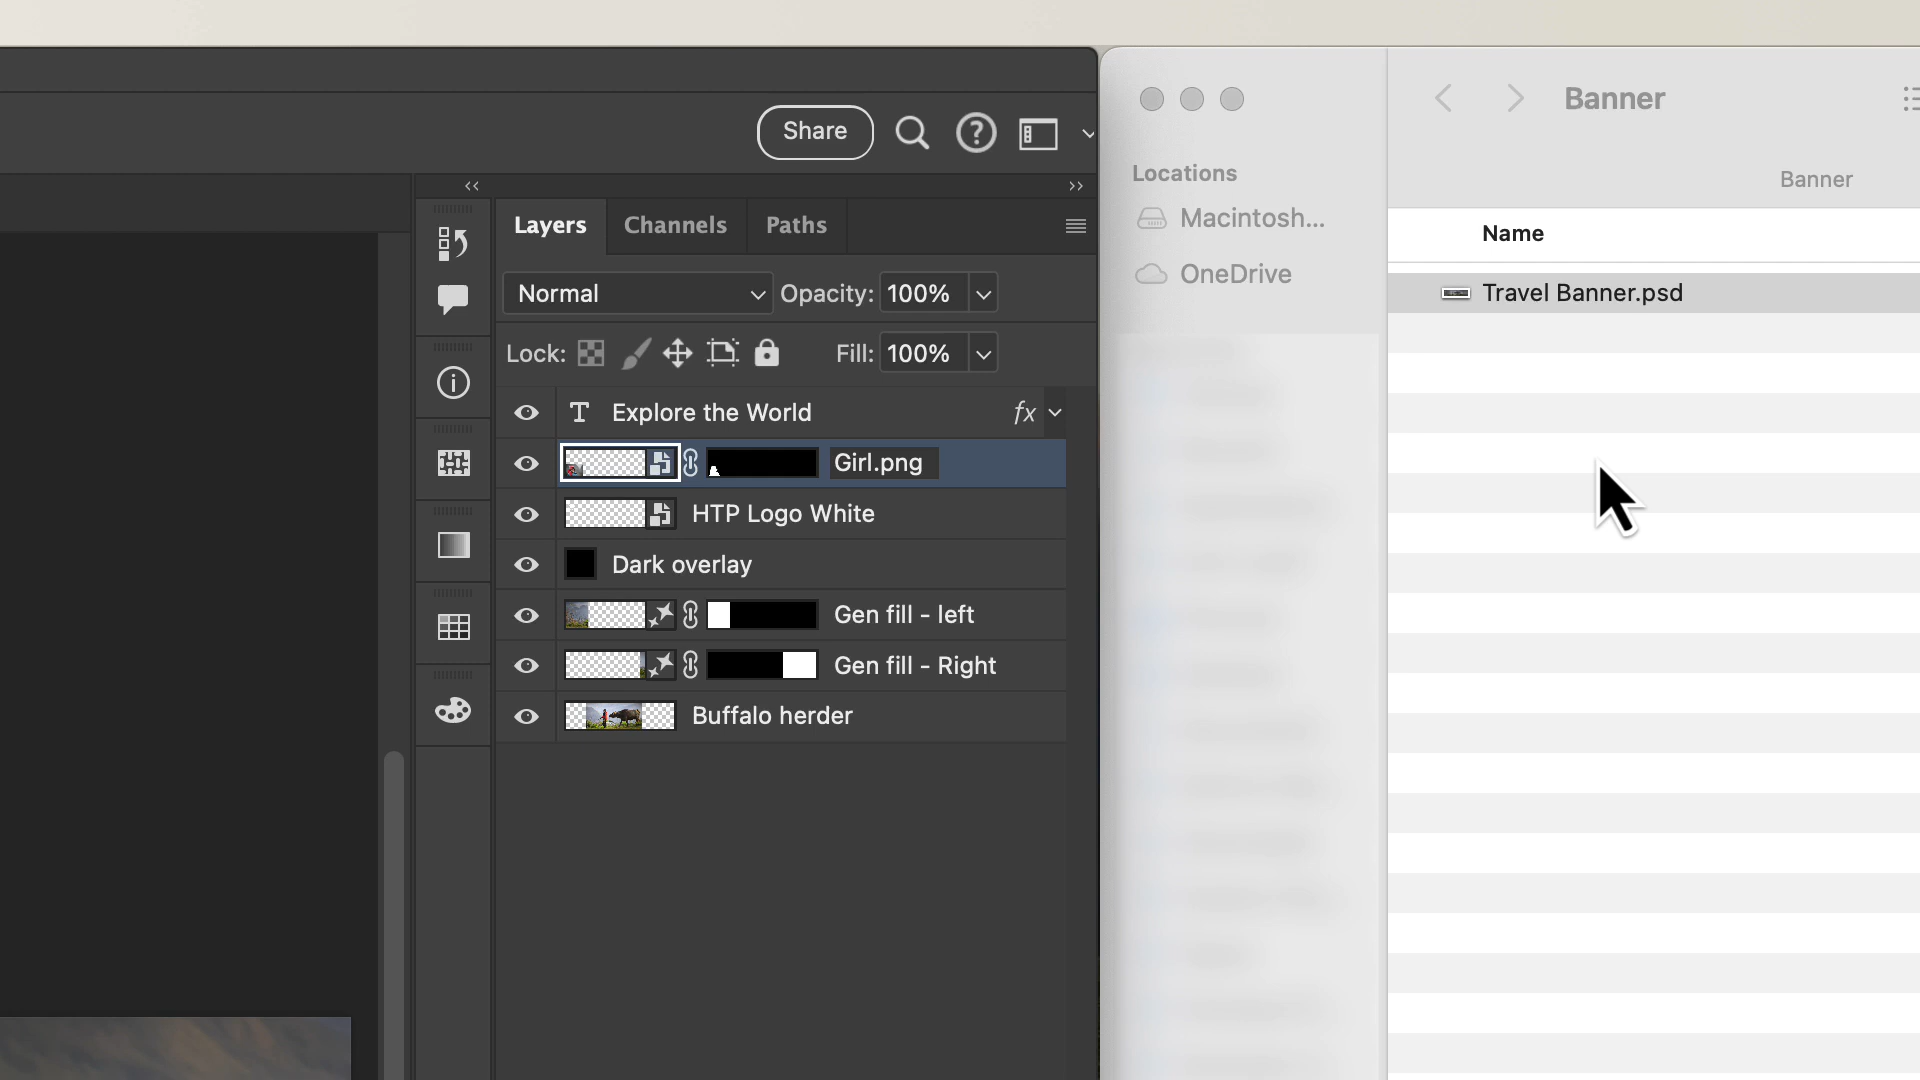 Share
Banner
Locations
Macintosh...
OneDrive
Banner
Name
Travel Banner.psd
Layers
Channels
Paths
Normal
Opacity: 100%
Lock:
Fill: 100%
T Explore the World fx
Girl.png
HTP Logo White
Dark overlay
Gen fill - left
Gen fill - Right
Buffalo herder